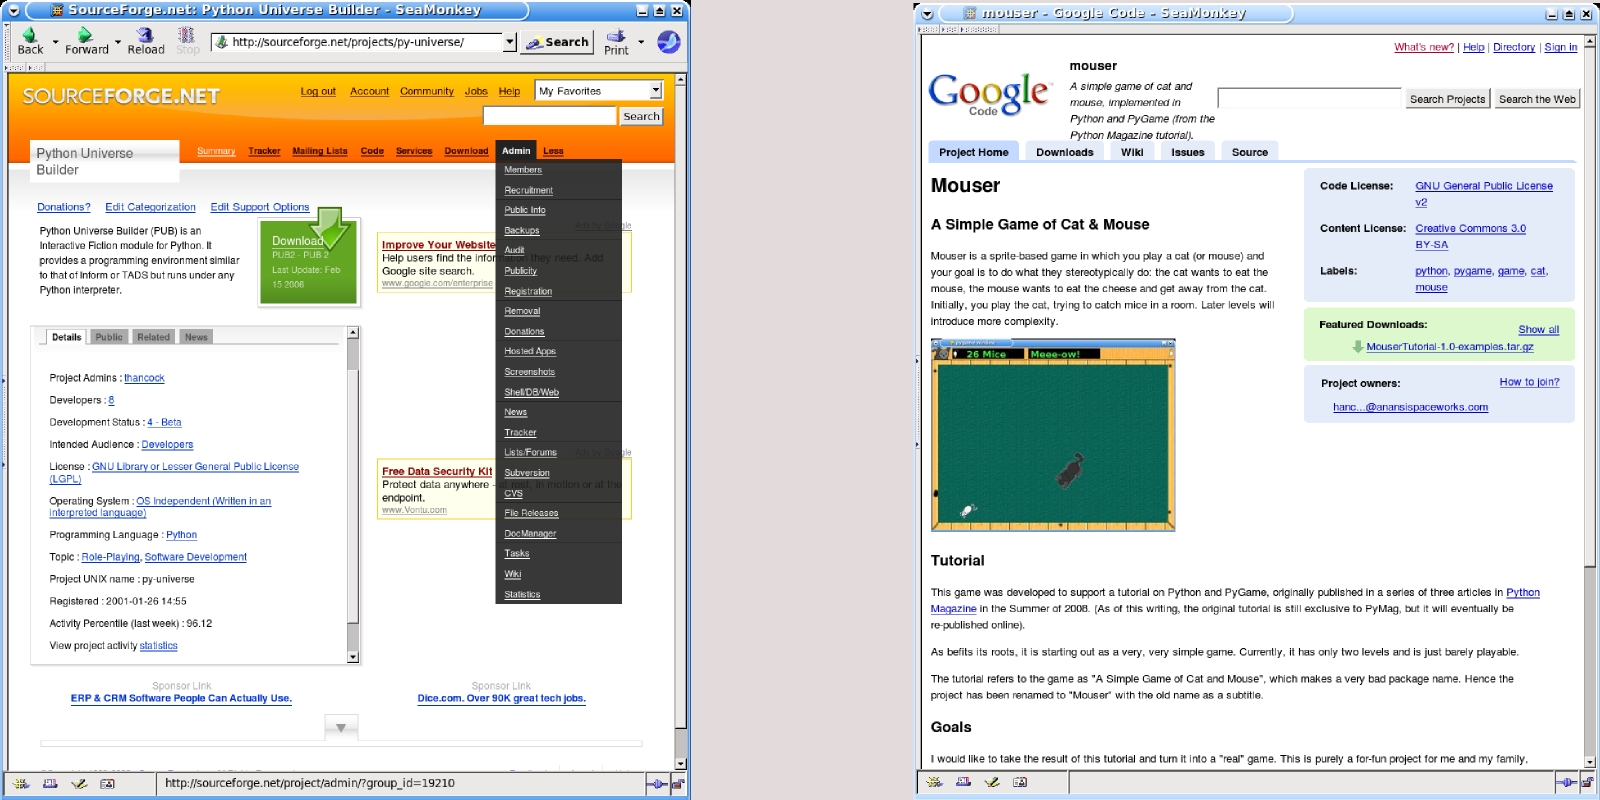 SourceForge.net: Python Universe Builder - SeaMonkey
Back Forward Reload Stop http://sourceforge.net/projects/py-universe/ Search Print
SOURCEFORGE.NET
Log out Account Community Jobs Help My Favorites
Search
Python Universe Builder
Summary Tracker Mailing Lists Code Services Download Admin Less
Donations? Edit Categorization Edit Support Options
Python Universe Builder (PUB) is an
Interactive Fiction module for Python. It
provides a programming environment similar
to that of Inform or TADS but runs under any
Python interpreter.
Download
PUB2 - PUB 2
Last Update: Feb
15 2006
Ads by Google
Improve Your Website
Help users find the information they need. Add
Google site search.
www.google.com/enterprise
Ads by Google
Free Data Security Kit
Protect data anywhere - at rest, in motion or at the
endpoint.
www.Vontu.com
Members
Recruitment
Public Info
Backups
Audit
Publicity
Registration
Removal
Donations
Hosted Apps
Screenshots
Shell/DB/Web
News
Tracker
Lists/Forums
Subversion
CVS
File Releases
DocManager
Tasks
Wiki
Statistics
Details Public Related News
Project Admins : thancock
Developers : 8
Development Status : 4 - Beta
Intended Audience : Developers
License : GNU Library or Lesser General Public License
(LGPL)
Operating System : OS Independent (Written in an
interpreted language)
Programming Language : Python
Topic : Role-Playing, Software Development
Project UNIX name : py-universe
Registered : 2001-01-26 14:55
Activity Percentile (last week) : 96.12
View project activity statistics
Sponsor Link
ERP & CRM Software People Can Actually Use.
Sponsor Link
Dice.com. Over 90K great tech jobs.
http://sourceforge.net/project/admin/?group_id=19210
mouser - Google Code - SeaMonkey
What's new? | Help | Directory | Sign in
Google Code
mouser
A simple game of cat and
mouse, implemented in
Python and PyGame (from the
Python Magazine tutorial).
Search Projects Search the Web
Project Home Downloads Wiki Issues Source
Mouser
A Simple Game of Cat & Mouse
Mouser is a sprite-based game in which you play a cat (or mouse) and
your goal is to do what they stereotypically do: the cat wants to eat the
mouse, the mouse wants to eat the cheese and get away from the cat.
Initially, you play the cat, trying to catch mice in a room. Later levels will
introduce more complexity.
26 Mice Meee-ow!
Code License: GNU General Public License
v2
Content License: Creative Commons 3.0
BY-SA
Labels: python, pygame, game, cat,
mouse
Featured Downloads: Show all
MouserTutorial-1.0-examples.tar.gz
Project owners: How to join?
hanc...@anansispaceworks.com
Tutorial
This game was developed to support a tutorial on Python and PyGame, originally published in a series of three articles in Python
Magazine in the Summer of 2008. (As of this writing, the original tutorial is still exclusive to PyMag, but it will eventually be
re-published online).
As befits its roots, it is starting out as a very, very simple game. Currently, it has only two levels and is just barely playable.
The tutorial refers to the game as "A Simple Game of Cat and Mouse", which makes a very bad package name. Hence the
project has been renamed to "Mouser" with the old name as a subtitle.
Goals
I would like to take the result of this tutorial and turn it into a "real" game. This is purely a for-fun project for me and my family,